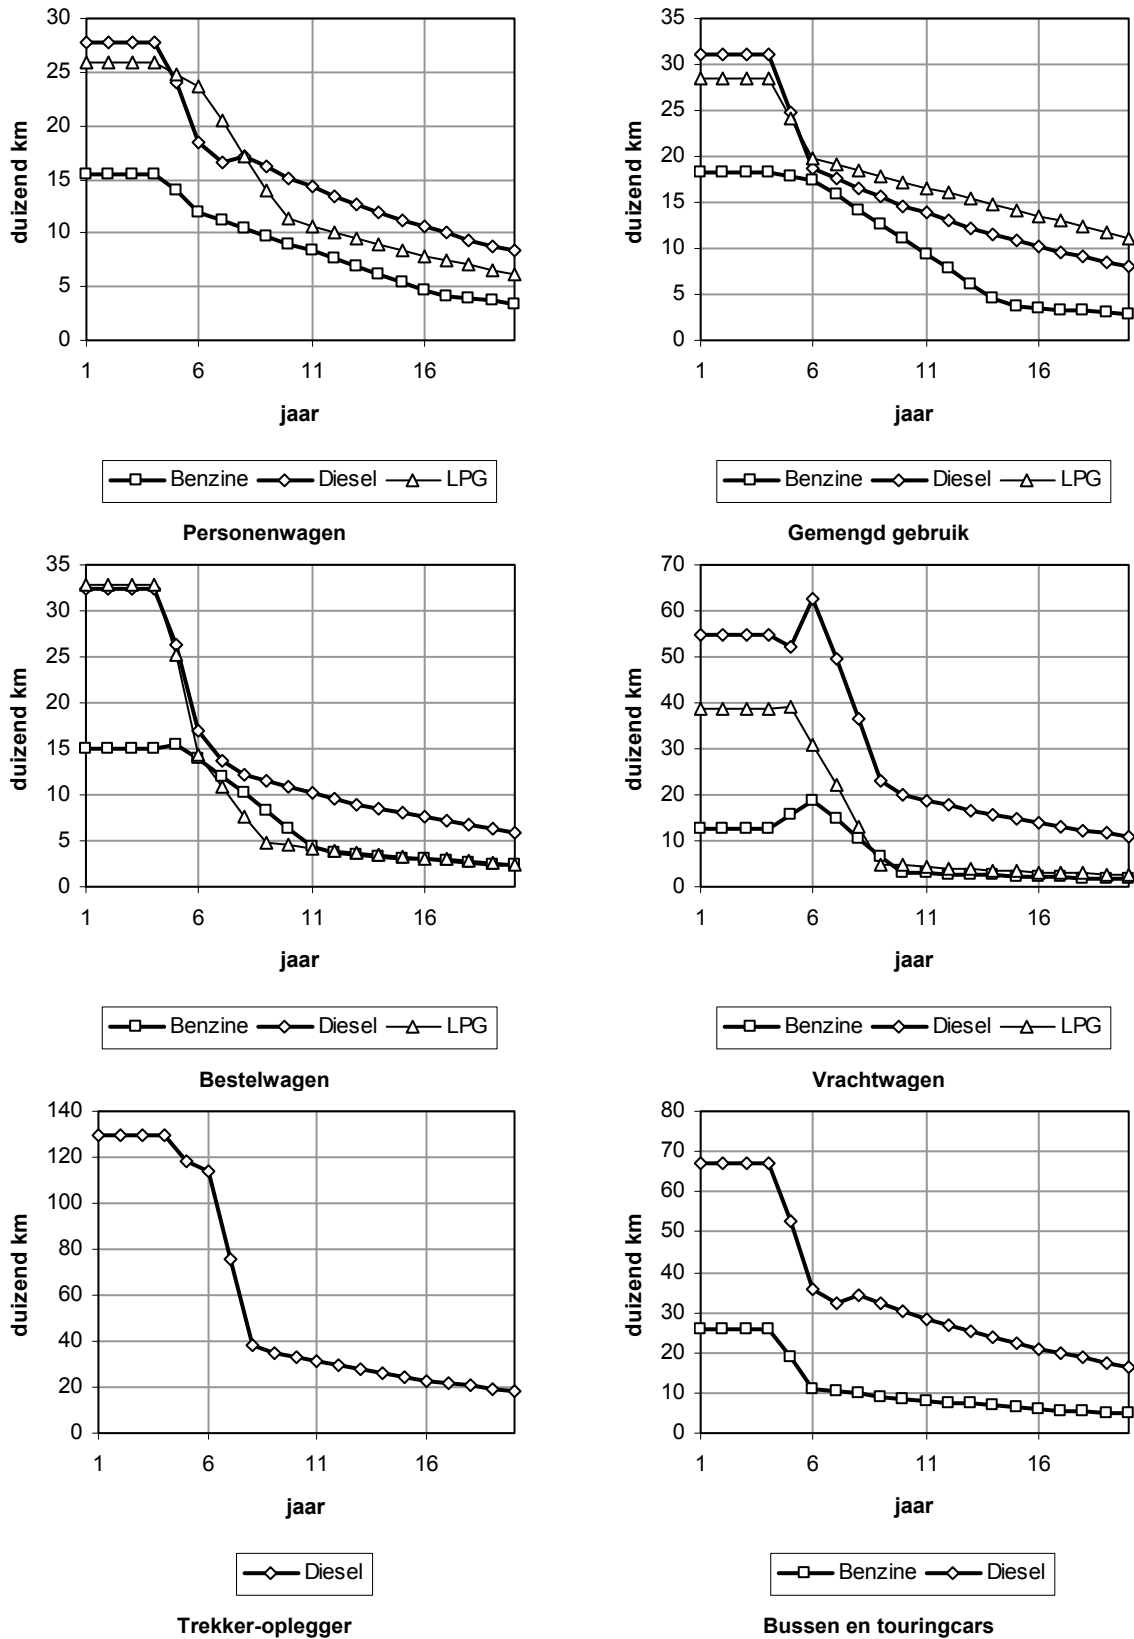 30
25
20
15
10
5
0
duizend km
1 6 11 16
jaar
Benzine Diesel LPG
Personenwagen
35
30
25
20
15
10
5
0
duizend km
1 6 11 16
jaar
Benzine Diesel LPG
Gemengd gebruik
35
30
25
20
15
10
5
0
duizend km
1 6 11 16
jaar
Benzine Diesel LPG
Bestelwagen
70
60
50
40
30
20
10
0
duizend km
1 6 11 16
jaar
Benzine Diesel LPG
Vrachtwagen
140
120
100
80
60
40
20
0
duizend km
1 6 11 16
jaar
Diesel
Trekker-oplegger
80
70
60
50
40
30
20
10
0
duizend km
1 6 11 16
jaar
Benzine Diesel
Bussen en touringcars